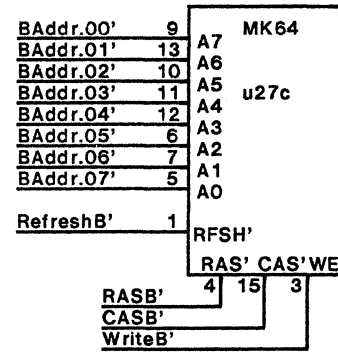 BAddr.00' 9 MK64
BAddr.01' 13 A7
BAddr.02' 10 A6
BAddr.03' 11 A5 u27c
BAddr.04' 12 A4
BAddr.05' 6 A3
BAddr.06' 7 A2
BAddr.07' 5 A1
A0
RefreshB' 1
RFSH'
RAS' CAS' WE
4 15 3
RASB'
CASB'
WriteB'